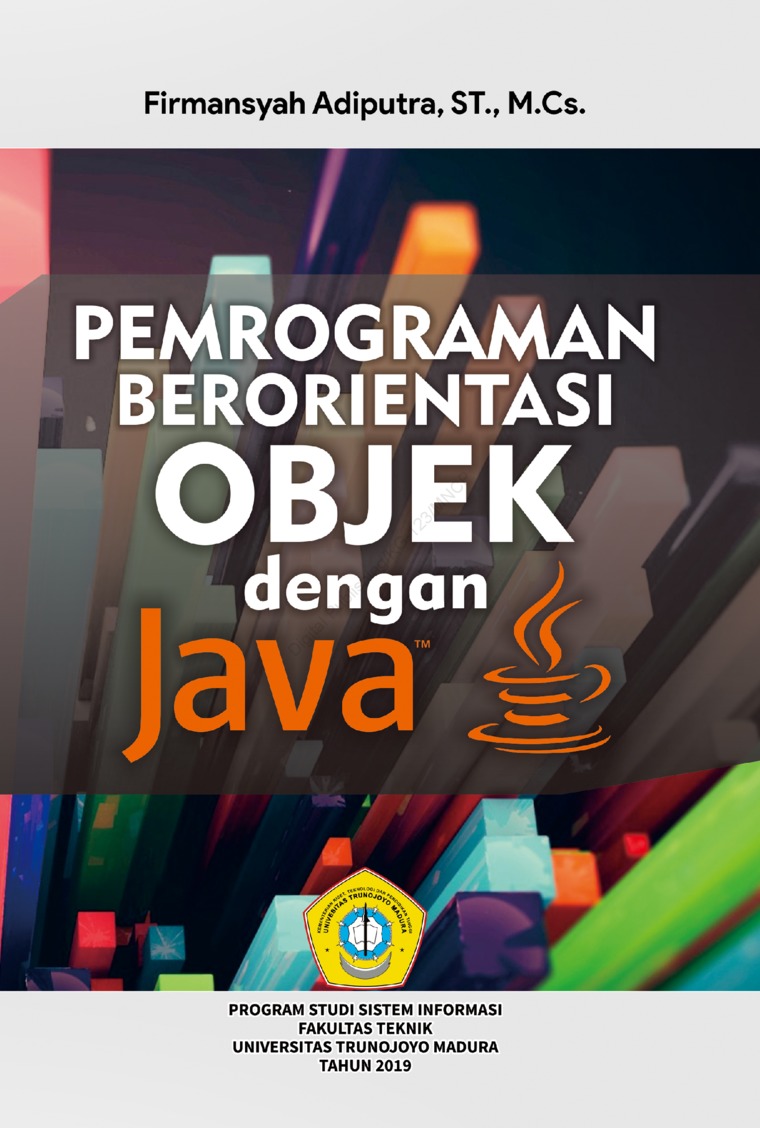 Firmansyah Adiputra, ST., M.Cs.
PEMROGRAMAN
BERORIENTASI
OBJEK
dengan
Java™
KEMENTERIAN RISET, TEKNOLOGI DAN PENDIDIKAN TINGGI
UNIVERSITAS TRUNOJOYO MADURA
PROGRAM STUDI SISTEM INFORMASI
FAKULTAS TEKNIK
UNIVERSITAS TRUNOJOYO MADURA
TAHUN 2019